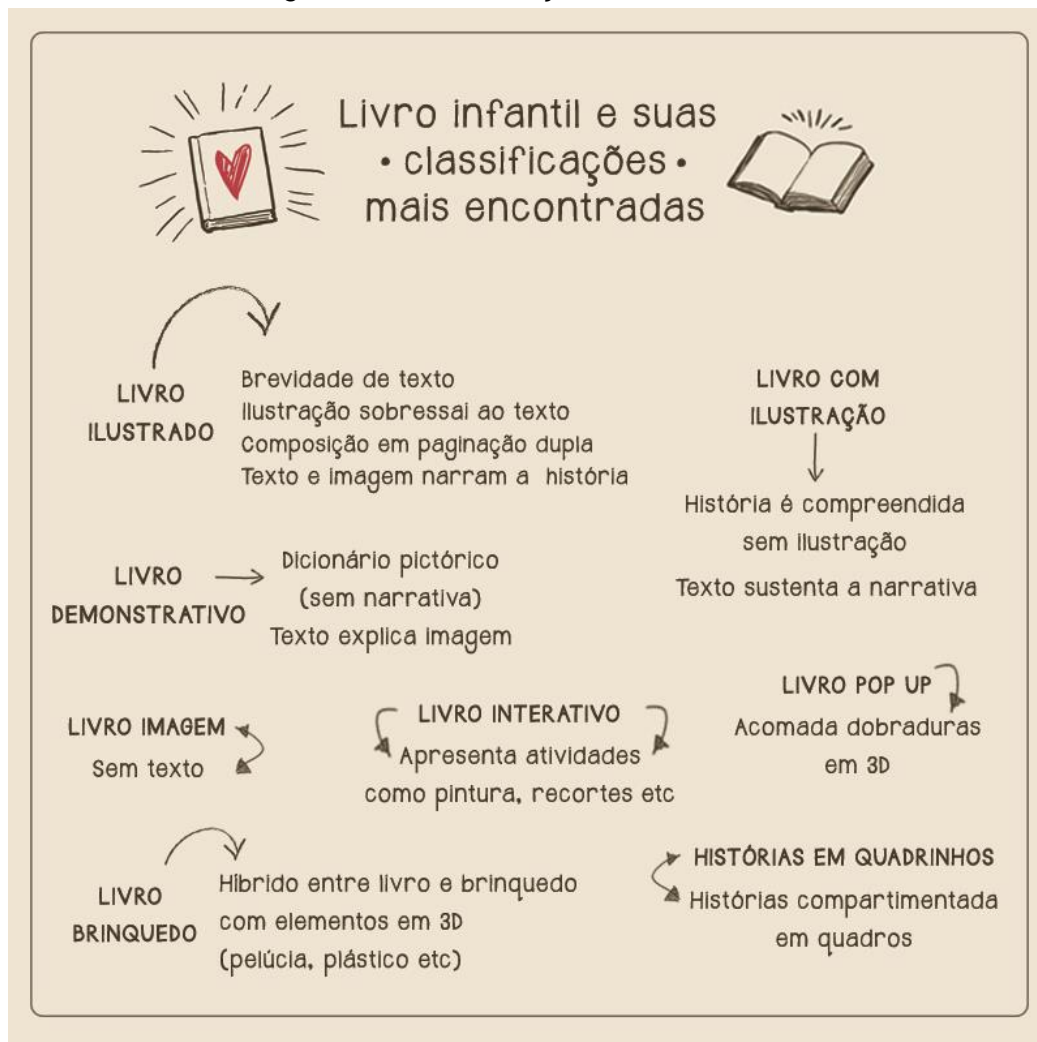 Livro infantil e suas
• classificações •
mais encontradas
LIVRO
ILUSTRADO
Brevidade de texto
Ilustração sobressai ao texto
Composição em paginação dupla
Texto e imagem narram a história
LIVRO COM
ILUSTRAÇÃO
História é compreendida
sem ilustração
Texto sustenta a narrativa
LIVRO
DEMONSTRATIVO
Dicionário pictórico
(sem narrativa)
Texto explica imagem
LIVRO POP UP
Acomada dobraduras
em 3D
LIVRO IMAGEM
Sem texto
LIVRO INTERATIVO
Apresenta atividades
como pintura, recortes etc
LIVRO
BRINQUEDO
Híbrido entre livro e brinquedo
com elementos em 3D
(pelúcia, plástico etc)
HISTÓRIAS EM QUADRINHOS
Histórias compartimentada
em quadros